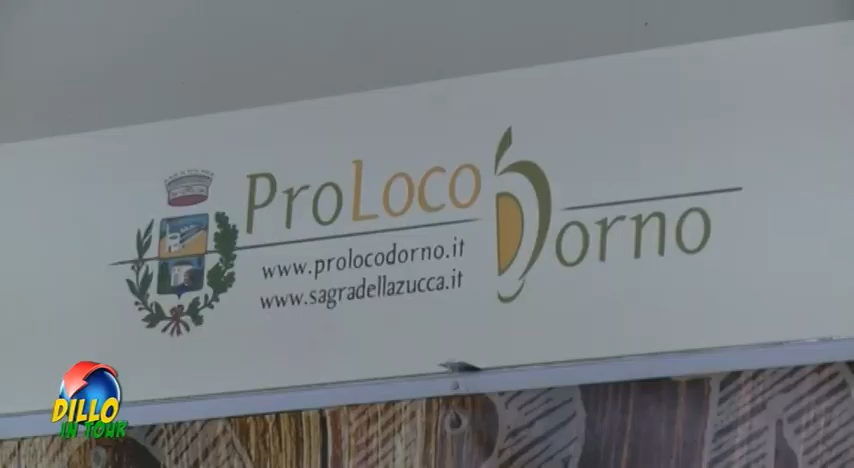 ProLoco Dorno
www.prolocodorno.it
www.sagradellazucca.it
DILLO
IN TOUR